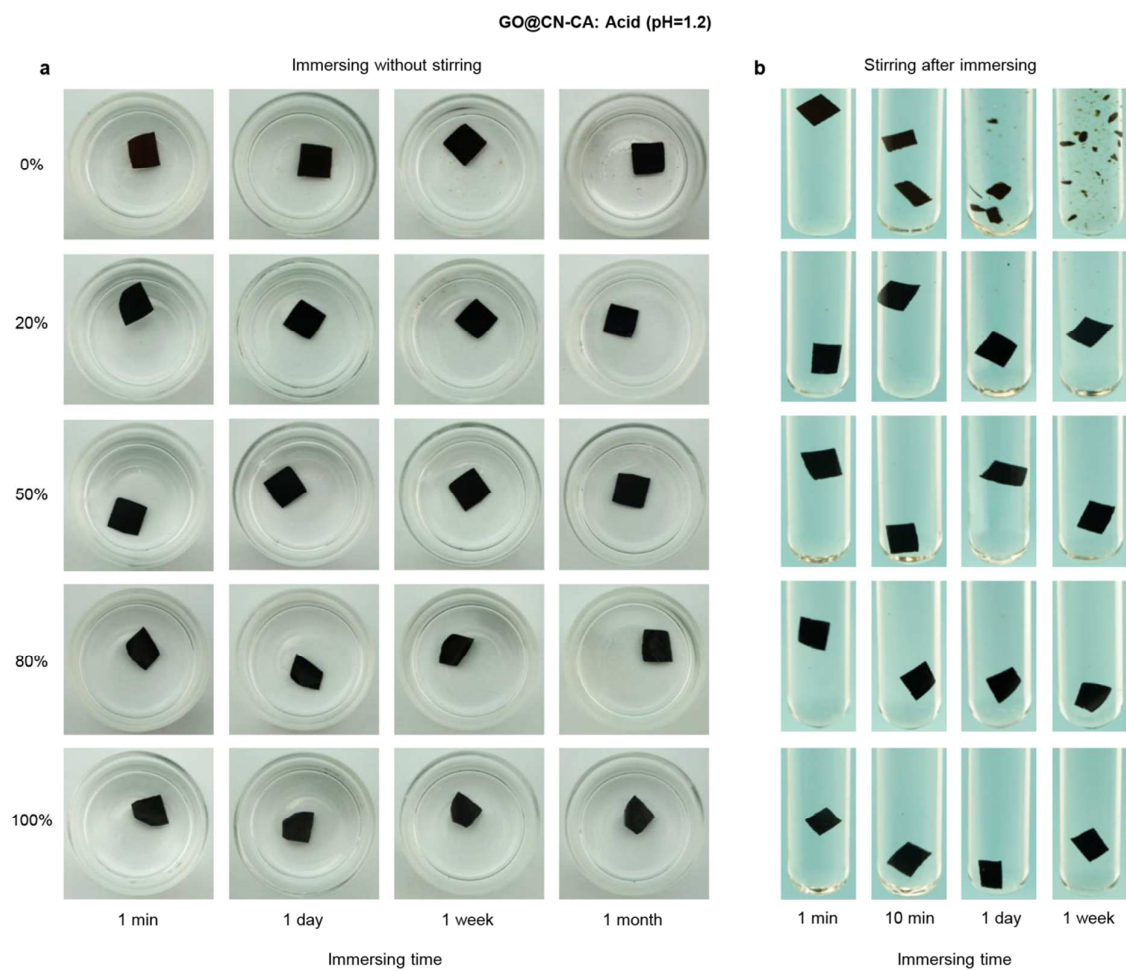 GO@CN-CA: Acid (pH=1.2)
a
Immersing without stirring
b
Stirring after immersing
0%
20%
50%
80%
100%
1 min
1 day
1 week
1 month
1 min
10 min
1 day
1 week
Immersing time
Immersing time